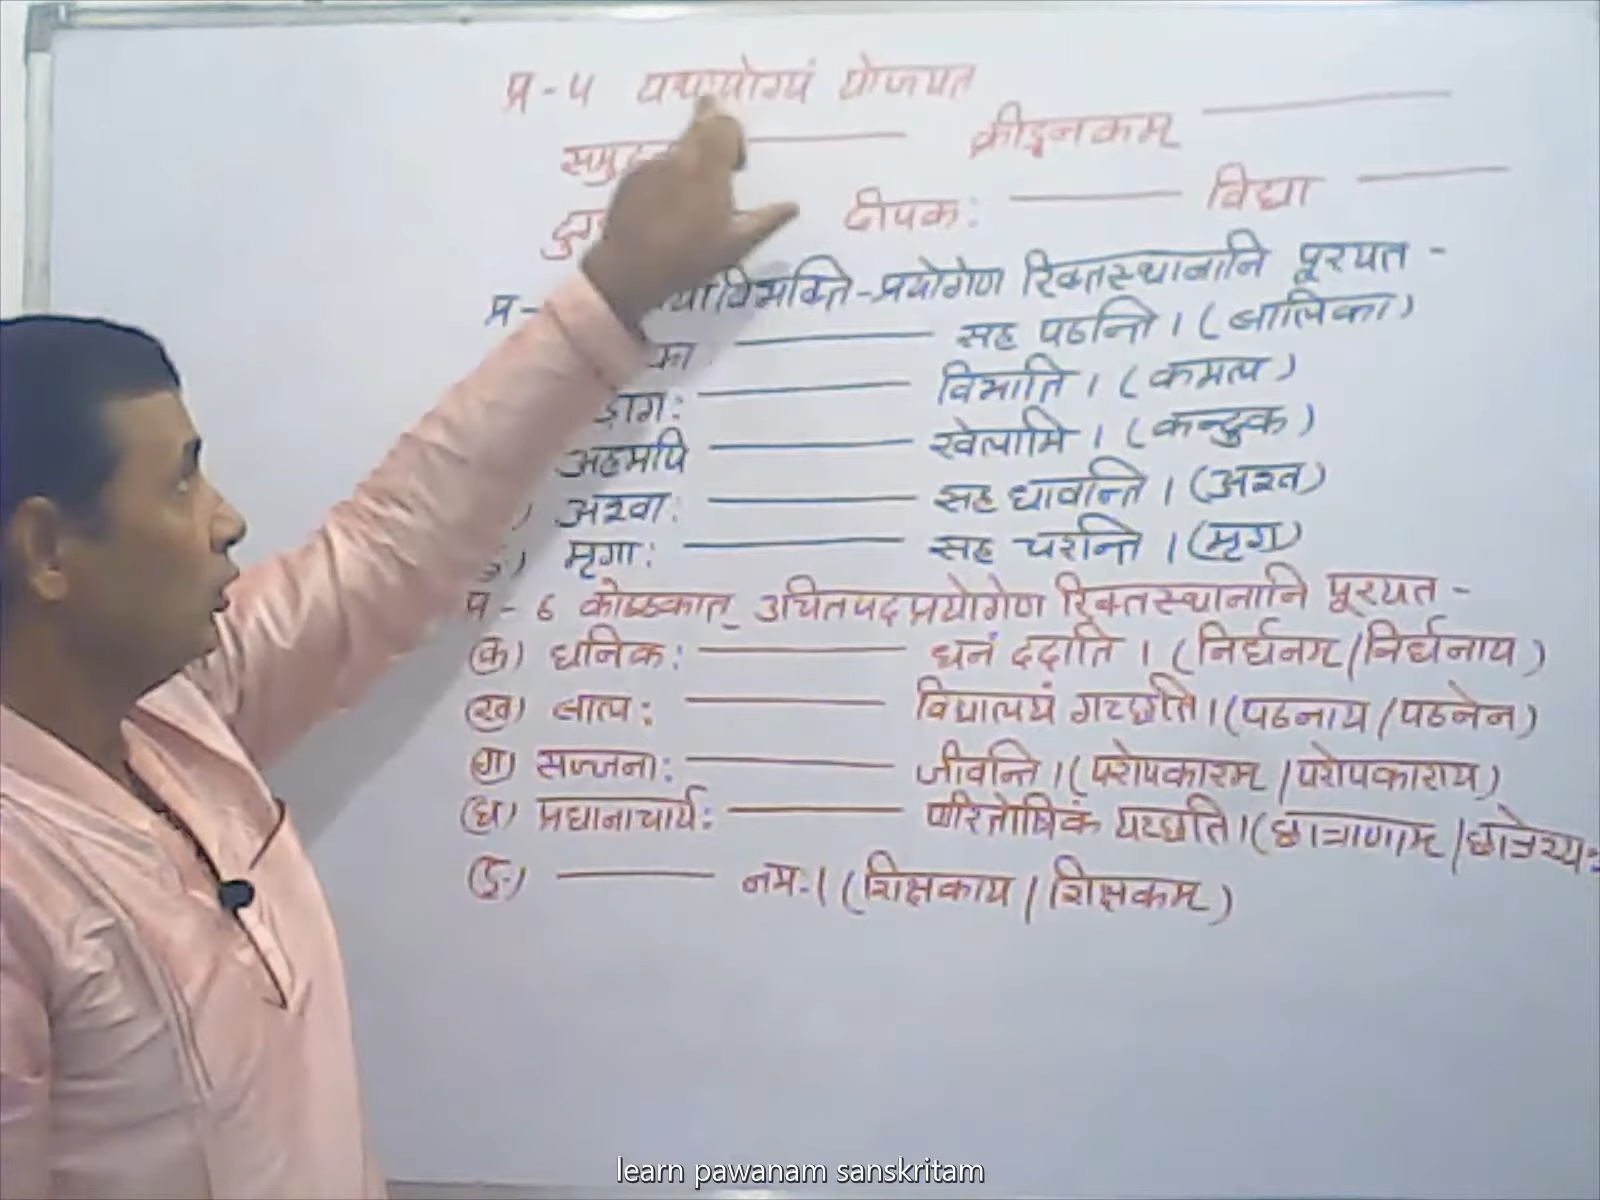 प्र - ५ यथायोग्यं योजयत
क्रीडनकम्
दीपकः विद्या
प्र - विभक्ति-प्रयोगेण रिक्तस्थानानि पूरयत -
सह पठन्ति । (बालिका)
विभाति । (कमल)
अहमपि खेलामि । (कन्दुक)
अश्वाः सह धावन्ति । (अश्व)
मृगाः सह चरन्ति । (मृग)
प्र - ६ कोष्ठकात् उचितपदप्रयोगेण रिक्तस्थानानि पूरयत -
(क) धनिकः धनं ददाति । (निर्धनम्/निर्धनाय)
(ख) बालः विद्यालयं गच्छति । (पठनाय/पठनेन)
(ग) सज्जनाः जीवन्ति । (परोपकारम्/परोपकाराय)
(घ) प्रधानाचार्यः पारितोषिकं यच्छति । (छात्राणाम्/छात्रेभ्यः
(ङ) नमः । (शिक्षकाय/शिक्षकम्)
learn pawanam sanskritam